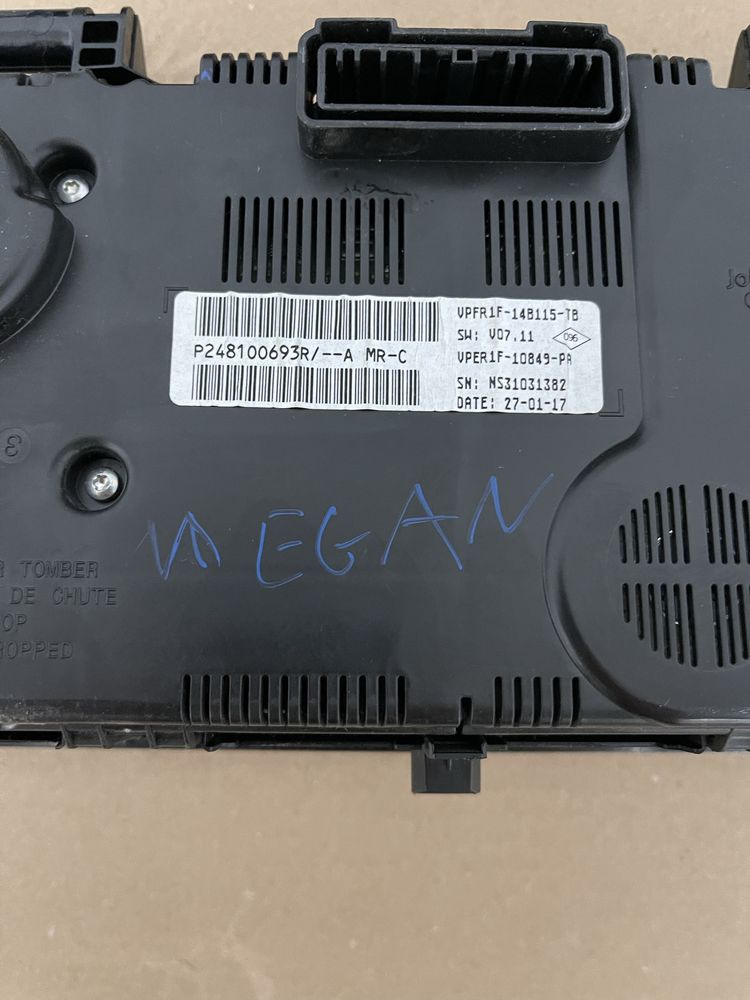 P248100693R/--A MR-C
VPFR1F-14B115-TB
SW: V07.11
096
VPER1F-10849-PA
SN: NS31031382
DATE: 27-01-17
MEGAN
3
R TOMBER
DE CHUTE
OP
ROPPED